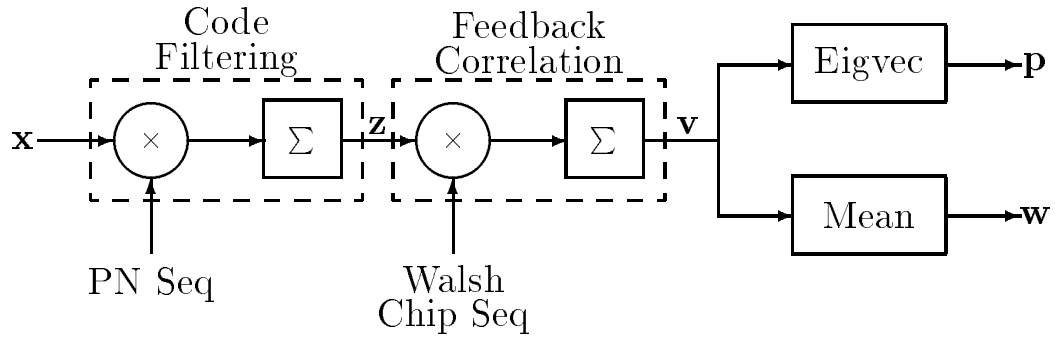 Code
Filtering
Feedback
Correlation
Eigvec
p
x
×
Σ
z
×
Σ
v
Mean
w
PN Seq
Walsh
Chip Seq